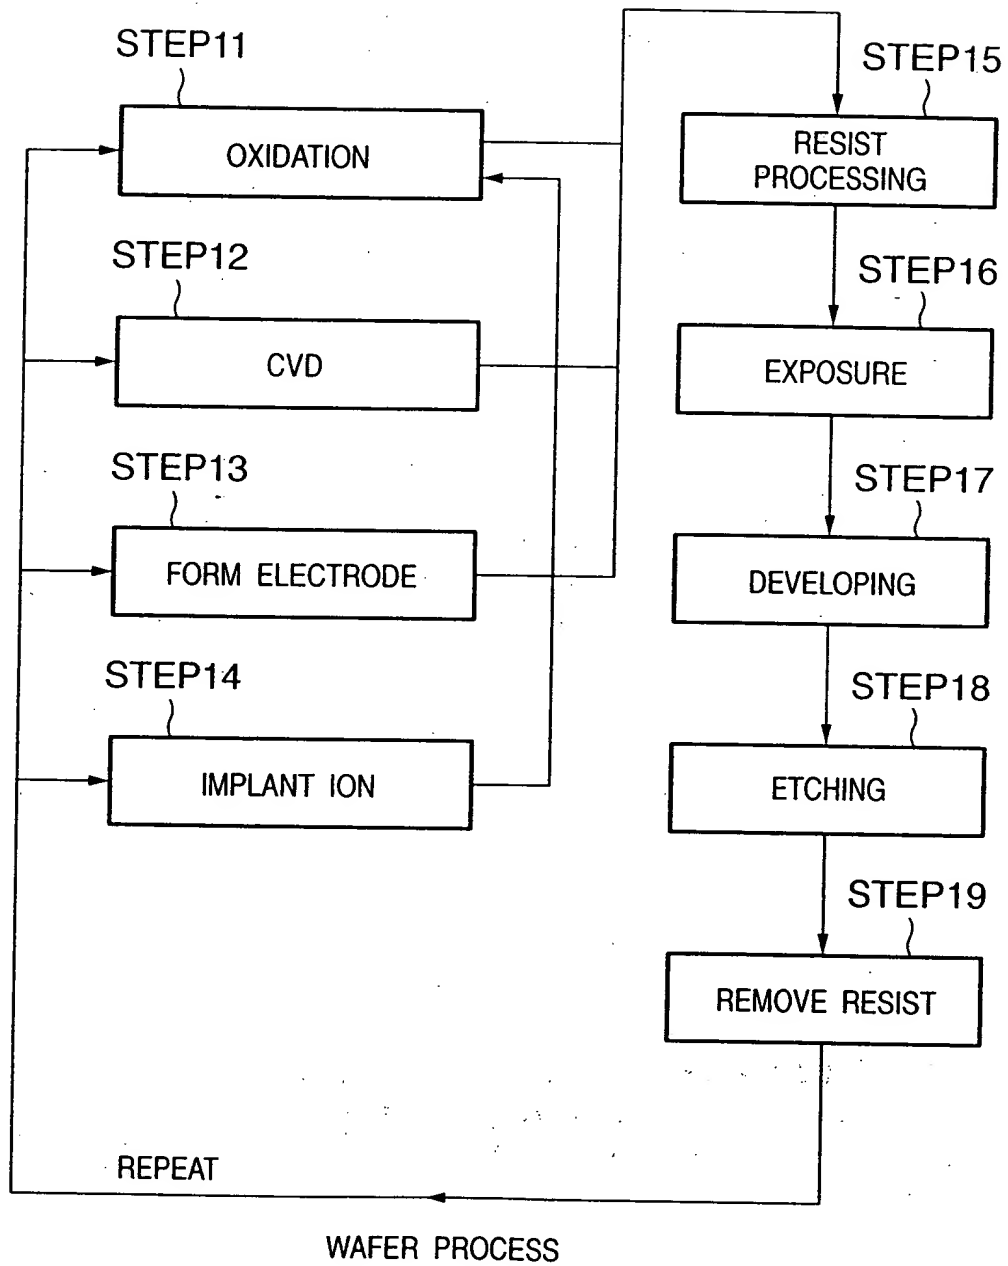 STEP11
OXIDATION
STEP12
CVD
STEP13
FORM ELECTRODE
STEP14
IMPLANT ION
STEP15
RESIST
PROCESSING
STEP16
EXPOSURE
STEP17
DEVELOPING
STEP18
ETCHING
STEP19
REMOVE RESIST
REPEAT
WAFER PROCESS